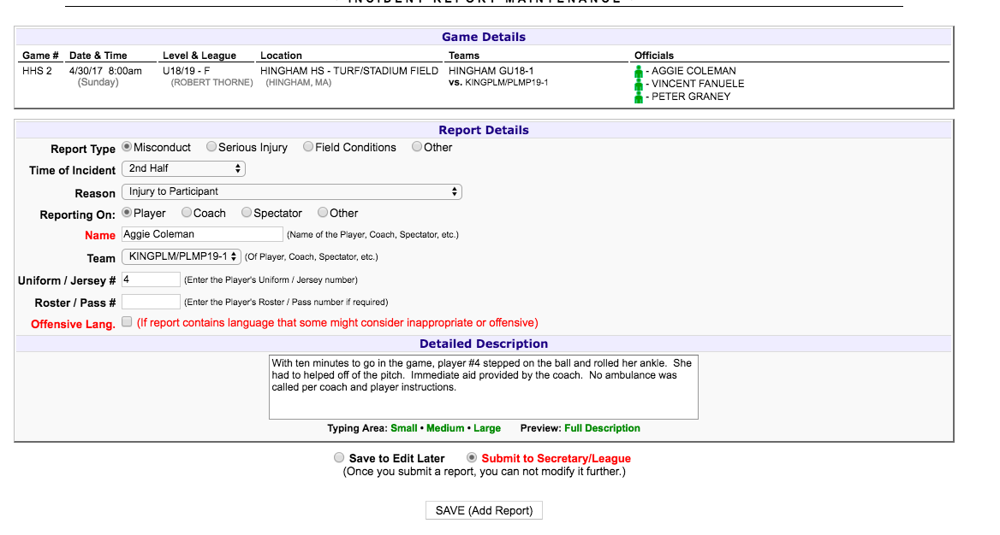 INCIDENT REPORT MAINTENANCE
Game Details
Game # Date & Time Level & League Location Teams Officials
HHS 2 4/30/17 8:00am U18/19 - F HINGHAM HS - TURF/STADIUM FIELD HINGHAM GU18-1 - AGGIE COLEMAN
(Sunday) (ROBERT THORNE) (HINGHAM, MA) vs. KINGPLM/PLMP19-1 - VINCENT FANUELE
- PETER GRANEY
Report Details
Report Type Misconduct Serious Injury Field Conditions Other
Time of Incident 2nd Half
Reason Injury to Participant
Reporting On: Player Coach Spectator Other
Name Aggie Coleman (Name of the Player, Coach, Spectator, etc.)
Team KINGPLM/PLMP19-1 (Of Player, Coach, Spectator, etc.)
Uniform / Jersey # 4 (Enter the Player's Uniform / Jersey number)
Roster / Pass # (Enter the Player's Roster / Pass number if required)
Offensive Lang. (If report contains language that some might consider inappropriate or offensive)
Detailed Description
With ten minutes to go in the game, player #4 stepped on the ball and rolled her ankle. She
had to helped off of the pitch. Immediate aid provided by the coach. No ambulance was
called per coach and player instructions.
Typing Area: Small • Medium • Large Preview: Full Description
Save to Edit Later Submit to Secretary/League
(Once you submit a report, you can not modify it further.)
SAVE (Add Report)